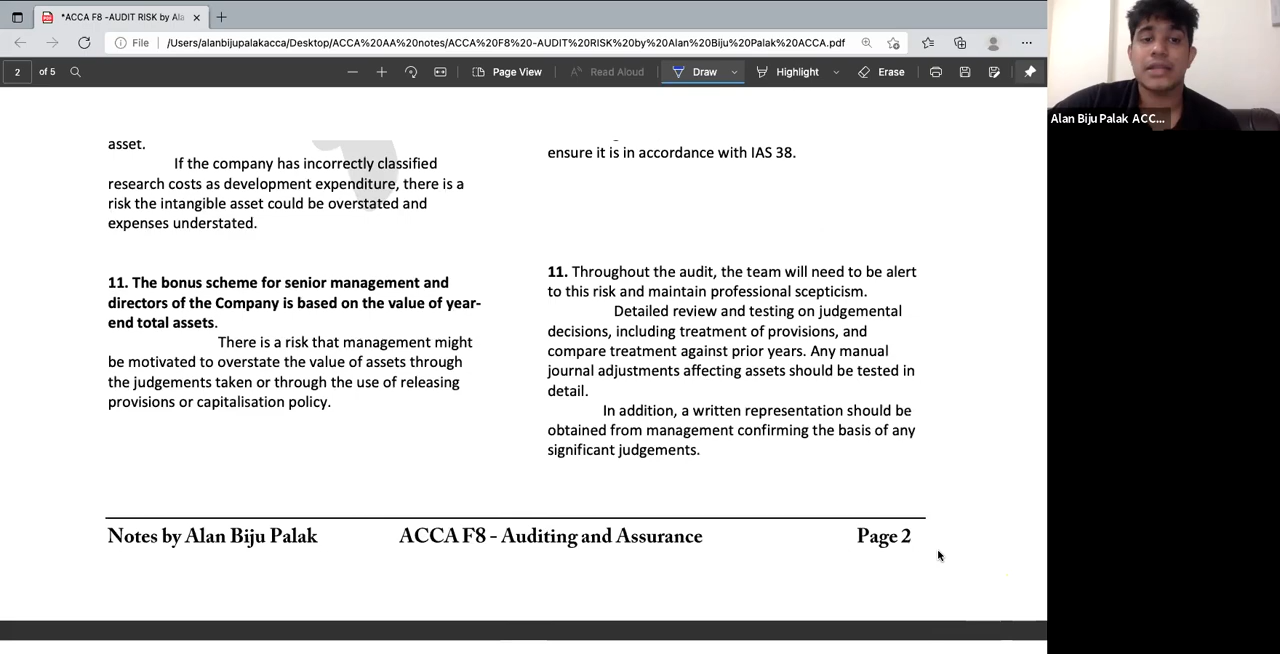 *ACCA F8 -AUDIT RISK by Ala
File
/Users/alanbijupalakacca/Desktop/ACCA%20AA%20notes/ACCA%20F8%20-AUDIT%20RISK%20by%20Alan%20Biju%20Palak%20ACCA.pdf
2 of 5
Page View
Read Aloud
Draw
Highlight
Erase
Alan Biju Palak ACC...
asset.
If the company has incorrectly classified
research costs as development expenditure, there is a
risk the intangible asset could be overstated and
expenses understated.
11. The bonus scheme for senior management and
directors of the Company is based on the value of year-
end total assets.
There is a risk that management might
be motivated to overstate the value of assets through
the judgements taken or through the use of releasing
provisions or capitalisation policy.
ensure it is in accordance with IAS 38.
11. Throughout the audit, the team will need to be alert
to this risk and maintain professional scepticism.
Detailed review and testing on judgemental
decisions, including treatment of provisions, and
compare treatment against prior years. Any manual
journal adjustments affecting assets should be tested in
detail.
In addition, a written representation should be
obtained from management confirming the basis of any
significant judgements.
Notes by Alan Biju Palak ACCA F8 - Auditing and Assurance Page 2